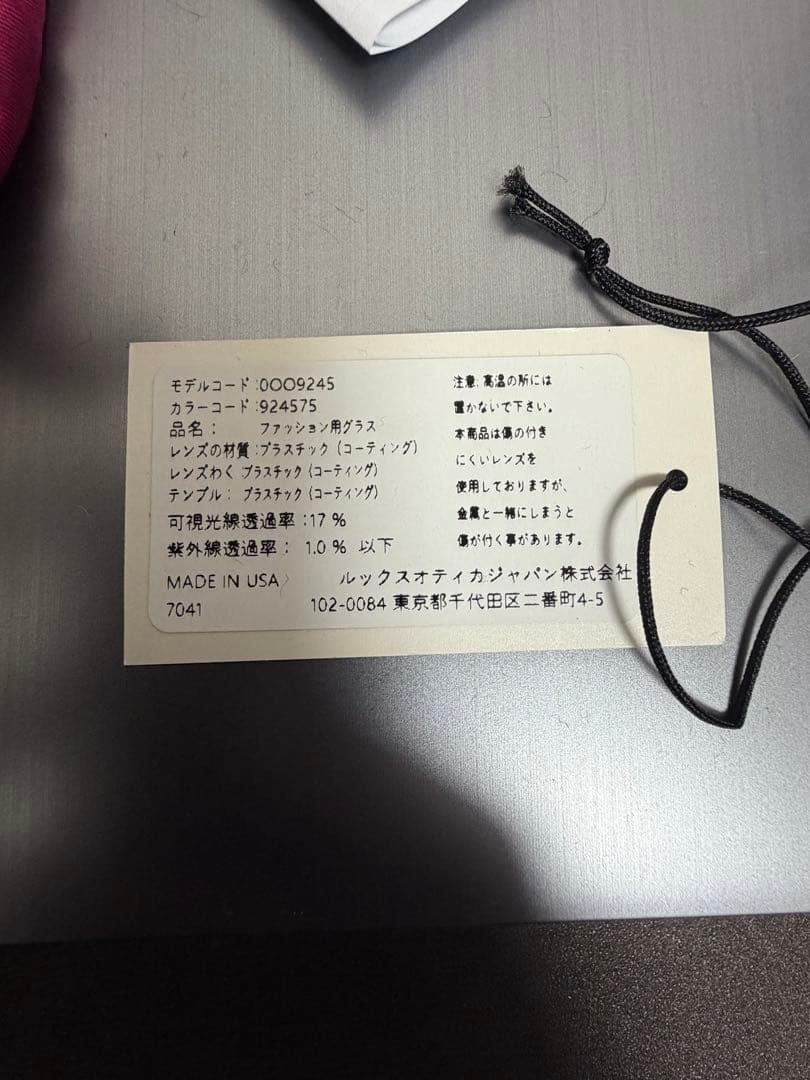 モデルコード:0OO9245
カラーコード:924575
品名： ファッション用グラス
レンズの材質:プラスチック (コーティング)
レンズわく プラスチック (コーティング)
テンプル： プラスチック (コーティング)
可視光線透過率:17 %
紫外線透過率： 1.0 % 以下
MADE IN USA
7041
注意:高温の所には
置かないで下さい。
本商品は傷の付き
にくいレンズを
使用しておりますが、
金属と一緒にしまうと
傷が付く事があります。
ルックスオティカジャパン株式会社
102-0084 東京都千代田区二番町4-5